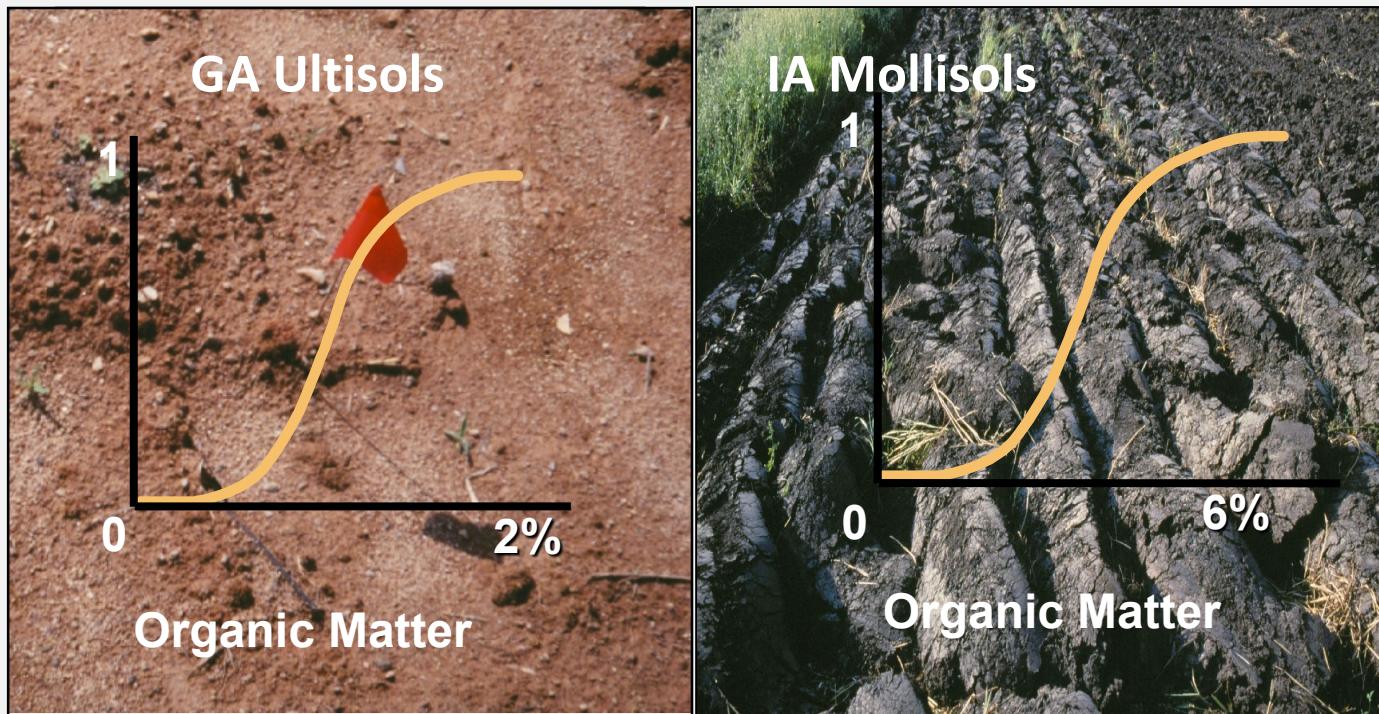 GA Ultisols
1
0
2%
Organic Matter
IA Mollisols
1
0
6%
Organic Matter